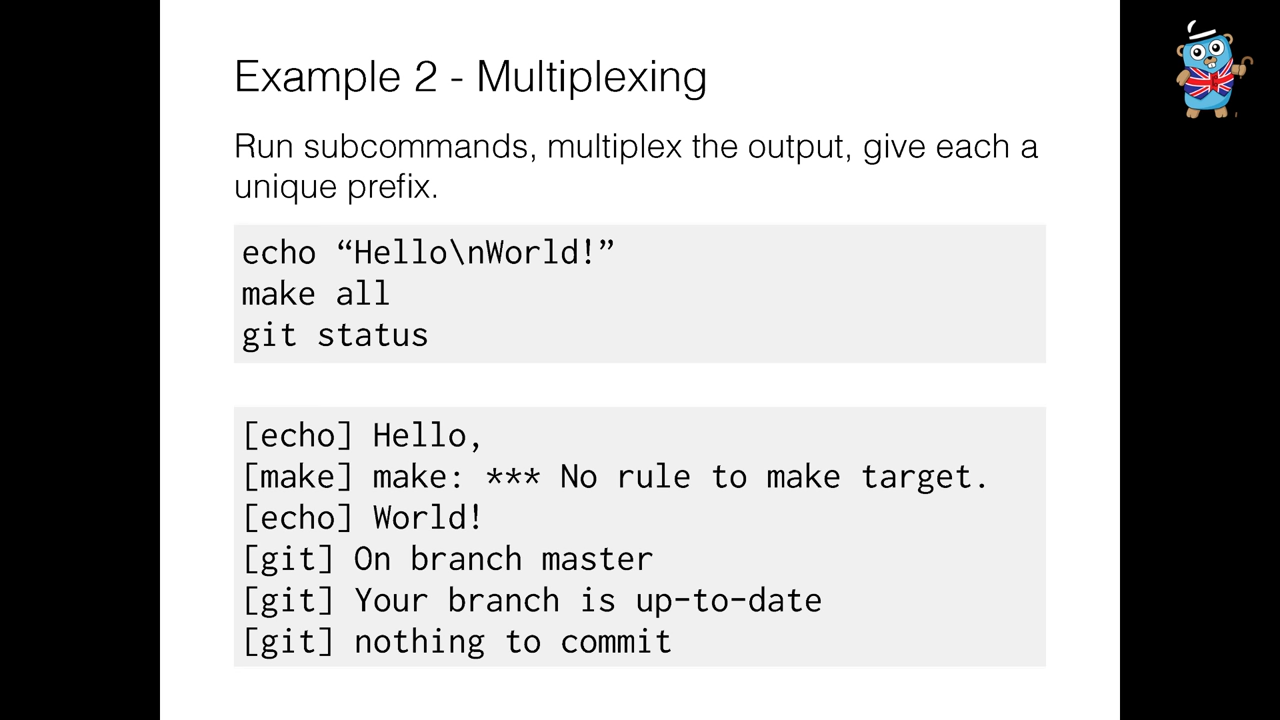 Example 2 - Multiplexing
Run subcommands, multiplex the output, give each a
unique prefix.
echo “Hello\nWorld!”
make all
git status
[echo] Hello,
[make] make: *** No rule to make target.
[echo] World!
[git] On branch master
[git] Your branch is up-to-date
[git] nothing to commit